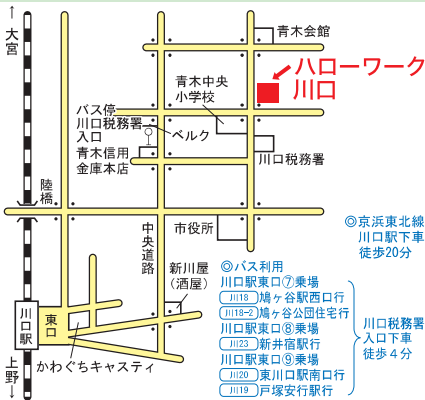 ↑
大宮
青木会館
ハローワーク
川口
青木中央
小学校
バス停
川口税務署
入口
ベルク
青木信用
金庫本店
川口税務署
陸橋
中央道路
市役所
◎京浜東北線
川口駅下車
徒歩20分
新川屋
(酒屋)
川口駅
東口
かわぐちキャスティ
上野
↓
◎バス利用
川口駅東口⑦乗場
川18 鳩ヶ谷駅西口行
川18-2 鳩ヶ谷公団住宅行
川口駅東口⑧乗場
川23 新井宿駅行
川口駅東口⑨乗場
川20 東川口駅南口行
川19 戸塚安行駅行
川口税務署
入口下車
徒歩4分